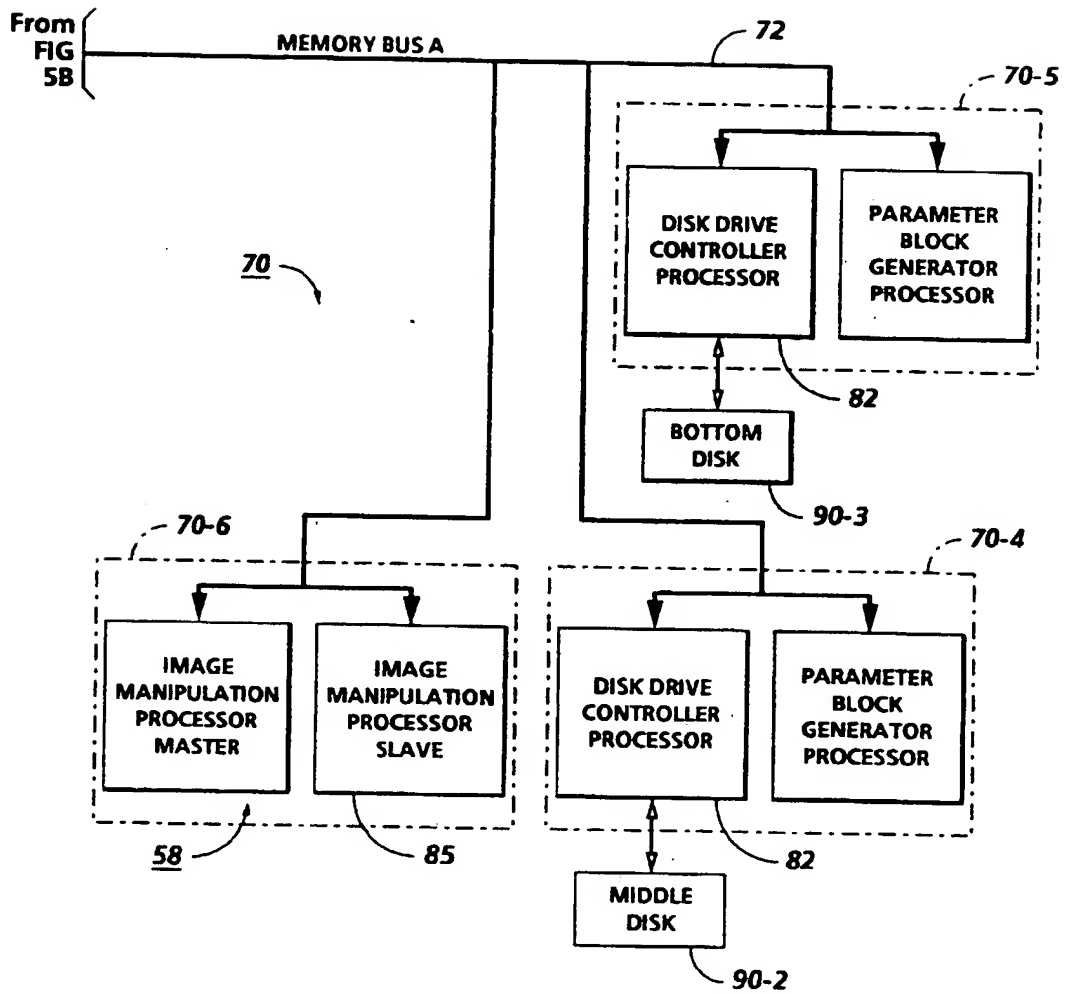 From
FIG
5B
MEMORY BUS A
72
70-5
DISK DRIVE
CONTROLLER
PROCESSOR
PARAMETER
BLOCK
GENERATOR
PROCESSOR
70
82
BOTTOM
DISK
90-3
70-6
70-4
IMAGE
MANIPULATION
PROCESSOR
MASTER
IMAGE
MANIPULATION
PROCESSOR
SLAVE
DISK DRIVE
CONTROLLER
PROCESSOR
PARAMETER
BLOCK
GENERATOR
PROCESSOR
58
85
82
MIDDLE
DISK
90-2